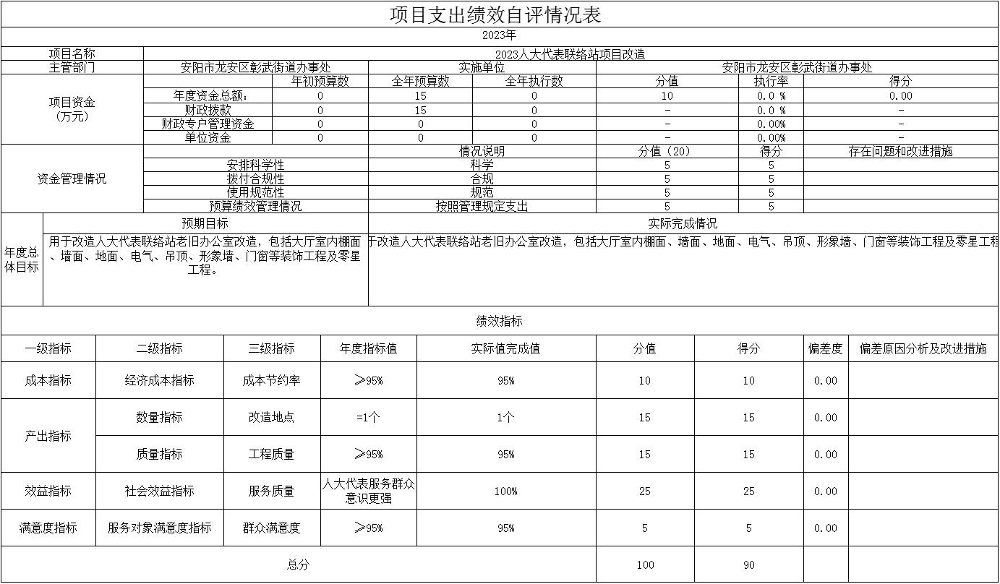 项目支出绩效自评情况表
2023年
项目名称 2023人大代表联络站项目改造
主管部门 安阳市龙安区彰武街道办事处 实施单位 安阳市龙安区彰武街道办事处
项目资金
(万元)
年初预算数 全年预算数 全年执行数 分值 执行率 得分
年度资金总额： 0 15 0 10 0.0 % 0.00
财政拨款 0 15 0 - 0.0 % -
财政专户管理资金 0 0 0 - 0.00% -
单位资金 0 0 0 - 0.00% -
资金管理情况
情况说明 分值（20） 得分 存在问题和改进措施
安排科学性 科学 5 5
拨付合规性 合规 5 5
使用规范性 规范 5 5
预算绩效管理情况 按照管理规定支出 5 5
年度总
体目标
预期目标 实际完成情况
用于改造人大代表联络站老旧办公室改造，包括大厅室内棚面
、墙面、地面、电气、吊顶、形象墙、门窗等装饰工程及零星
工程。
于改造人大代表联络站老旧办公室改造，包括大厅室内棚面、墙面、地面、电气、吊顶、形象墙、门窗等装饰工程及零星工程
绩效指标
一级指标 二级指标 三级指标 年度指标值 实际值完成值 分值 得分 偏差度 偏差原因分析及改进措施
成本指标 经济成本指标 成本节约率 ≥95% 95% 10 10 0.00
产出指标
数量指标 改造地点 =1个 1个 15 15 0.00
质量指标 工程质量 ≥95% 95% 15 15 0.00
效益指标 社会效益指标 服务质量 人大代表服务群众
意识更强 100% 25 25 0.00
满意度指标 服务对象满意度指标 群众满意度 ≥95% 95% 5 5 0.00
总分 100 90